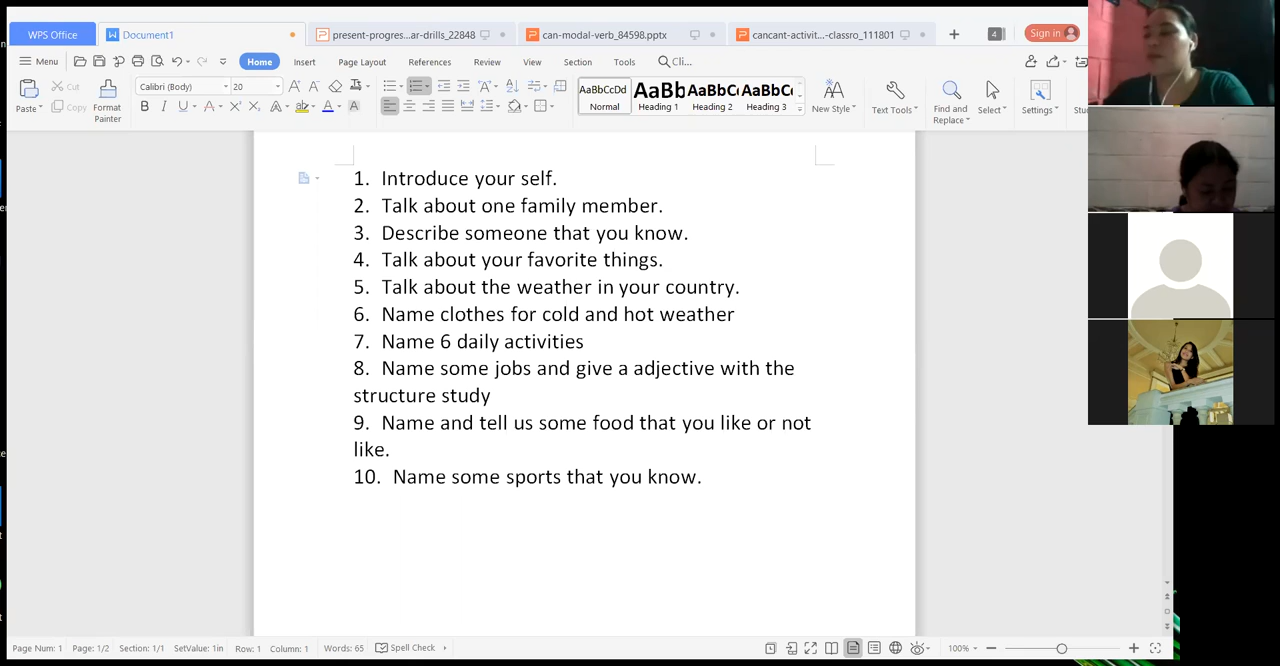 WPS Office
Document1
present-progres...ar-drills_22848
can-modal-verb_84598.pptx
cancant-activit...-classro_111801
4
Sign in
Menu
Home
Insert
Page Layout
References
Review
View
Section
Tools
Cli...
Paste
Cut
Copy
Format
Painter
Calibri (Body)
20
AaBbCcDd
Normal
AaBb
Heading 1
AaBbC
Heading 2
AaBbC
Heading 3
New Style
Text Tools
Find and
Replace
Select
Settings
1. Introduce your self.
2. Talk about one family member.
3. Describe someone that you know.
4. Talk about your favorite things.
5. Talk about the weather in your country.
6. Name clothes for cold and hot weather
7. Name 6 daily activities
8. Name some jobs and give a adjective with the
structure study
9. Name and tell us some food that you like or not
like.
10. Name some sports that you know.
Page Num: 1
Page: 1/2
Section: 1/1
SetValue: 1in
Row: 1
Column: 1
Words: 65
Spell Check
100%